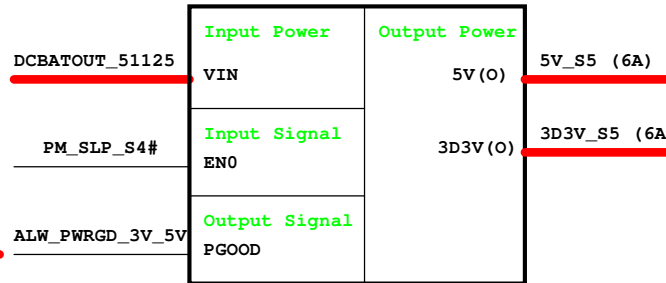 Input Power
Output Power
DCBATOUT_51125
VIN
5V(O)
5V_S5 (6A)
Input Signal
PM_SLP_S4#
EN0
3D3V(O)
3D3V_S5 (6A
Output Signal
ALW_PWRGD_3V_5V
PGOOD